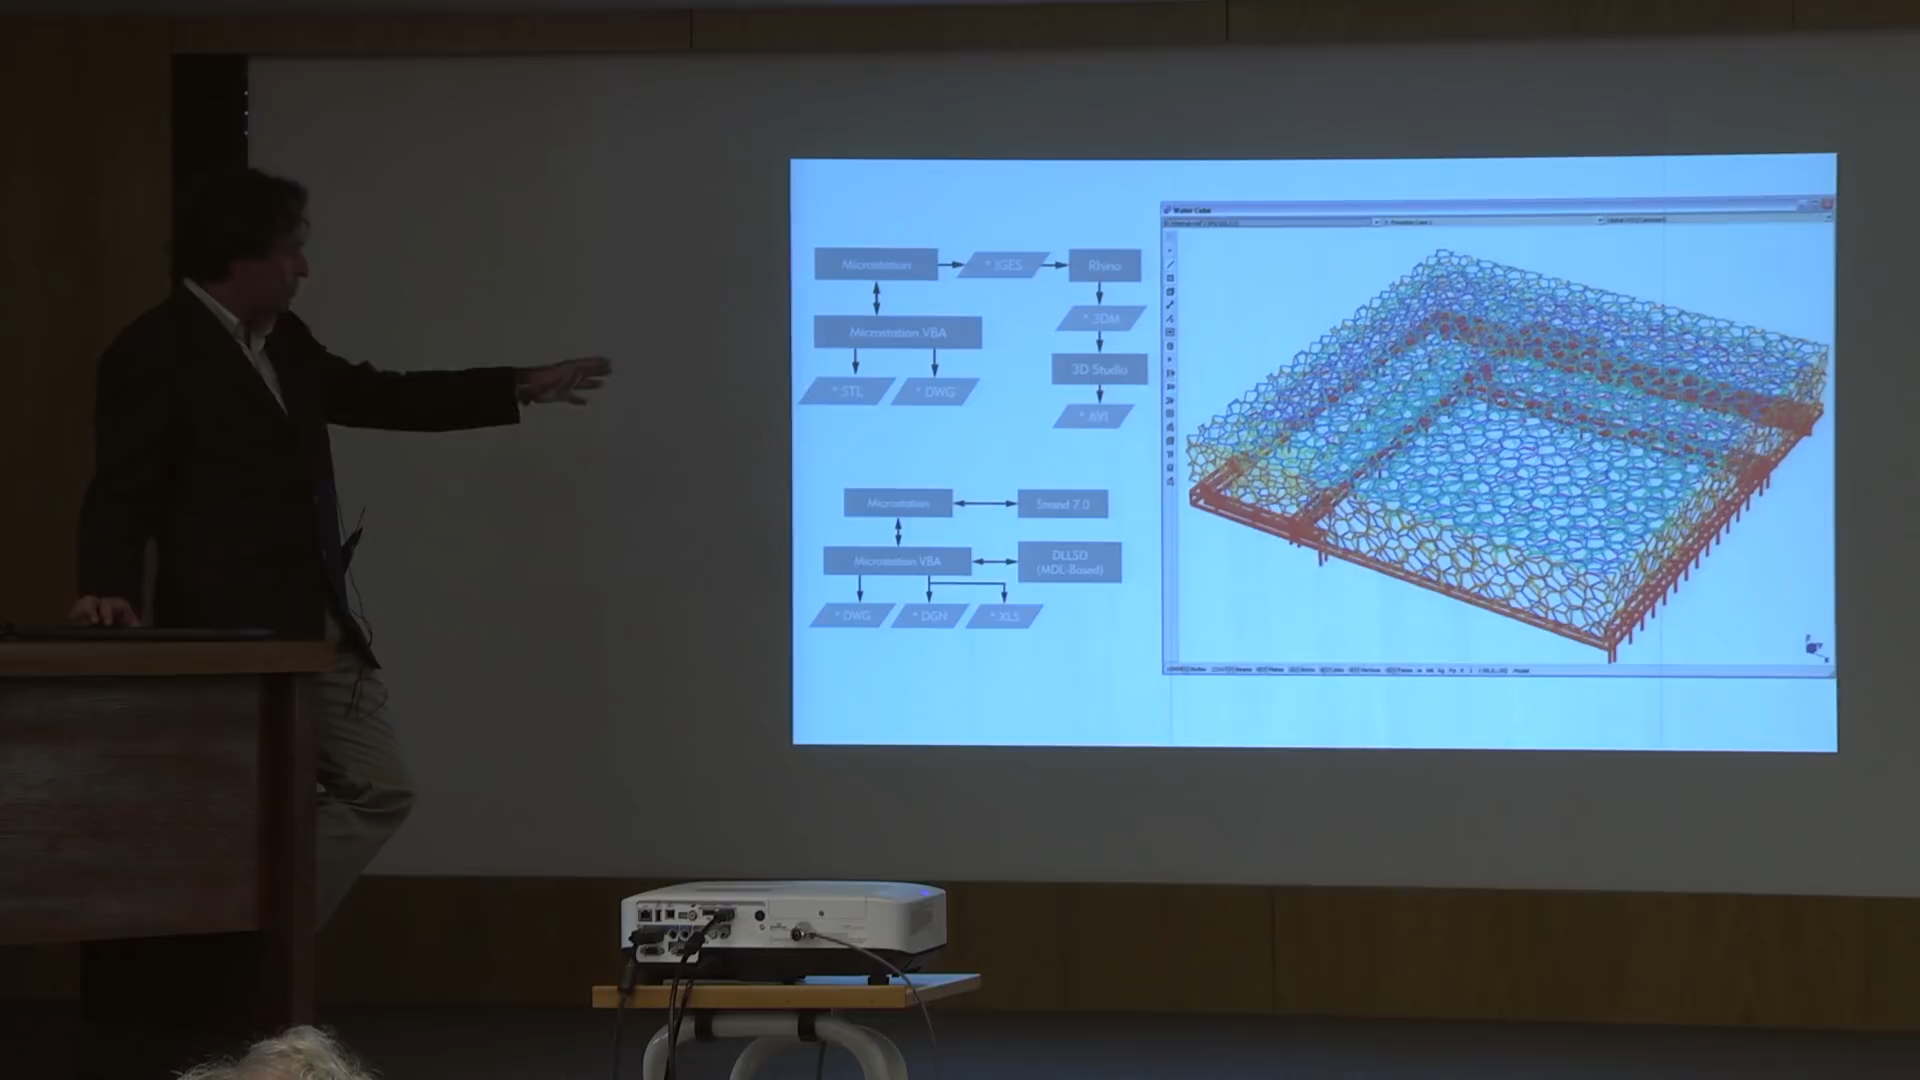 Water Cube
Microstation
*.IGES
Rhino
*.3DM
Microstation VBA
3D Studio
*.STL
*.DWG
*.AVI
Microstation
Strand 7.0
Microstation VBA
DLLSD
(MDL-Based)
*.DWG
*.DGN
*.XLS